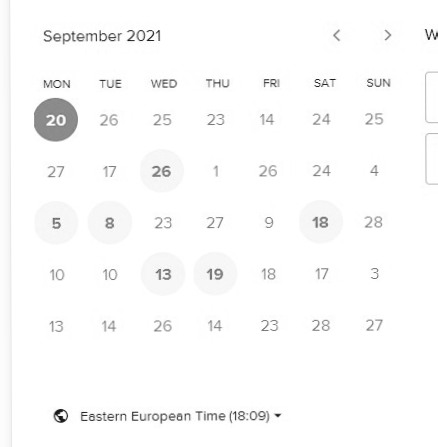 September 2021 < > W
MON TUE WED THU FRI SAT SUN
20 26 25 23 14 24 25
27 17 26 1 26 24 4
5 8 23 27 9 18 28
10 10 13 19 18 17 3
13 14 26 14 23 28 27
Eastern European Time (18:09)